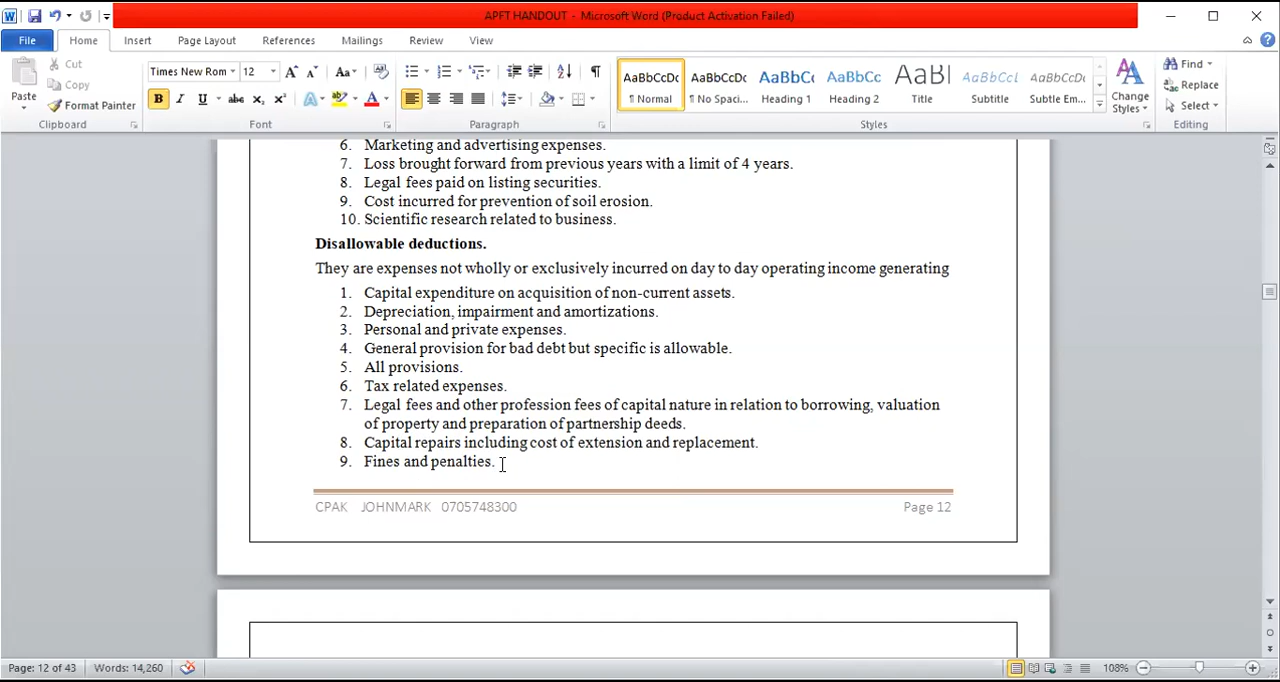 APFT HANDOUT - Microsoft Word (Product Activation Failed)
File Home Insert Page Layout References Mailings Review View
Paste
Cut
Copy
Format Painter
Clipboard
Times New Rom 12
Font
Paragraph
AaBbCcDc AaBbCcDc AaBbCc AaBbCc AaBl AaBbCcl AaBbCcDc
¶ Normal ¶ No Spaci... Heading 1 Heading 2 Title Subtitle Subtle Em...
Styles
Change
Styles
Find
Replace
Select
Editing
6. Marketing and advertising expenses.
7. Loss brought forward from previous years with a limit of 4 years.
8. Legal fees paid on listing securities.
9. Cost incurred for prevention of soil erosion.
10. Scientific research related to business.
Disallowable deductions.
They are expenses not wholly or exclusively incurred on day to day operating income generating
1. Capital expenditure on acquisition of non-current assets.
2. Depreciation, impairment and amortizations.
3. Personal and private expenses.
4. General provision for bad debt but specific is allowable.
5. All provisions.
6. Tax related expenses.
7. Legal fees and other profession fees of capital nature in relation to borrowing, valuation
of property and preparation of partnership deeds.
8. Capital repairs including cost of extension and replacement.
9. Fines and penalties.
CPAK JOHNMARK 0705748300 Page 12
Page: 12 of 43 Words: 14,260 108%